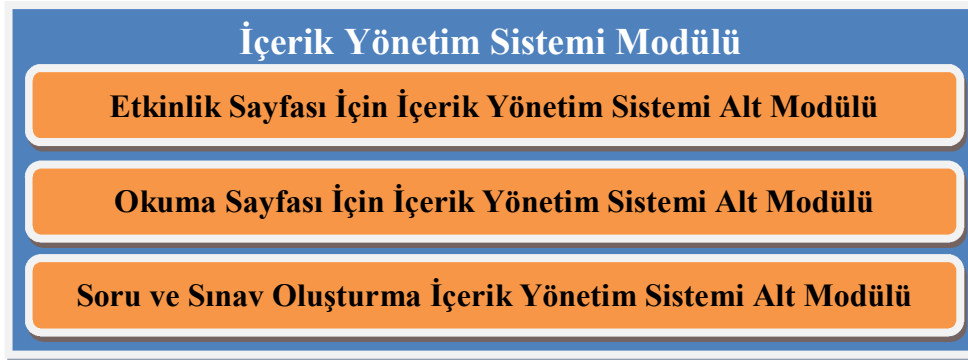 İçerik Yönetim Sistemi Modülü
Etkinlik Sayfası İçin İçerik Yönetim Sistemi Alt Modülü
Okuma Sayfası İçin İçerik Yönetim Sistemi Alt Modülü
Soru ve Sınav Oluşturma İçerik Yönetim Sistemi Alt Modülü